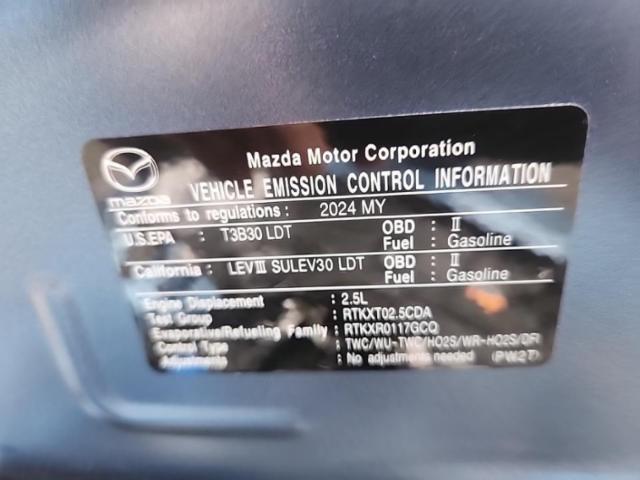 Mazda Motor Corporation
mazda
VEHICLE EMISSION CONTROL INFORMATION
Conforms to regulations : 2024 MY
U.S.EPA : T3B30 LDT OBD : II
Fuel : Gasoline
California : LEVIII SULEV30 LDT OBD : II
Fuel : Gasoline
Engine Displacement : 2.5L
Test Group : RTKXT02.5CDA
Evaporative/Refueling Family : RTKXR0117GCO
Control Type : TWC/WU-TWC/HO2S/WR-HO2S/DFI
Adjustments : No adjustments needed (PW27)